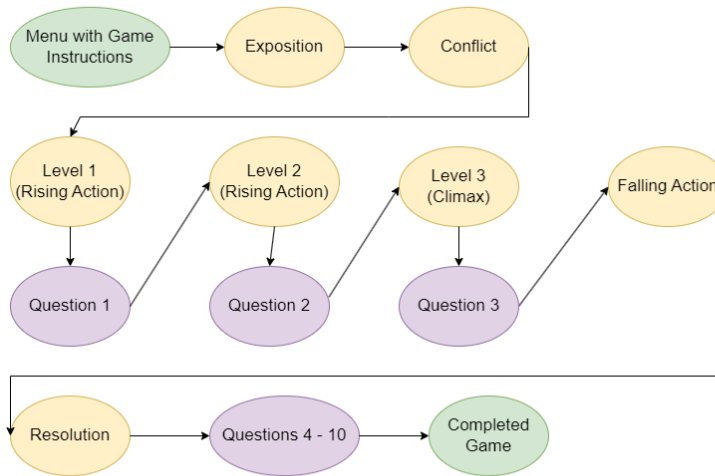 Menu with Game
Instructions
Exposition
Conflict
Level 1
(Rising Action)
Level 2
(Rising Action)
Level 3
(Climax)
Falling Action
Question 1
Question 2
Question 3
Resolution
Questions 4 - 10
Completed
Game